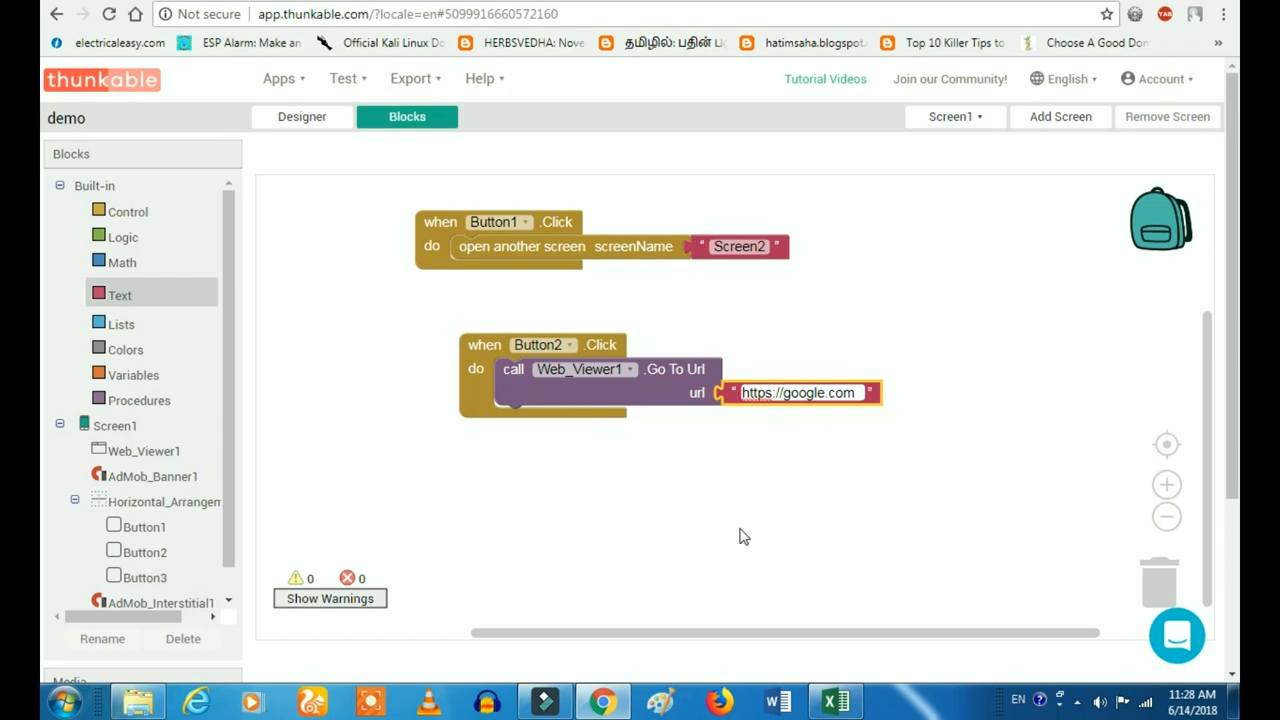 Not secure app.thunkable.com/?locale=en#5099916660572160
electricaleasy.com ESP Alarm: Make an Official Kali Linux Do HERBSVEDHA: Nove தமிழில்: பதின் ப hatimsaha.blogspot. Top 10 Killer Tips to Choose A Good Don »
thunkable Apps Test Export Help Tutorial Videos Join our Community! English Account
demo Designer Blocks Screen1 Add Screen Remove Screen
Blocks
Built-in
Control
Logic
Math
Text
Lists
Colors
Variables
Procedures
Screen1
Web_Viewer1
AdMob_Banner1
Horizontal_Arrangem
Button1
Button2
Button3
AdMob_Interstitial1
Rename Delete
when Button1 .Click
do open another screen screenName " Screen2 "
when Button2 .Click
do call Web_Viewer1 .Go To Url
url " https://google.com "
0 0
Show Warnings
EN 11:28 AM
6/14/2018